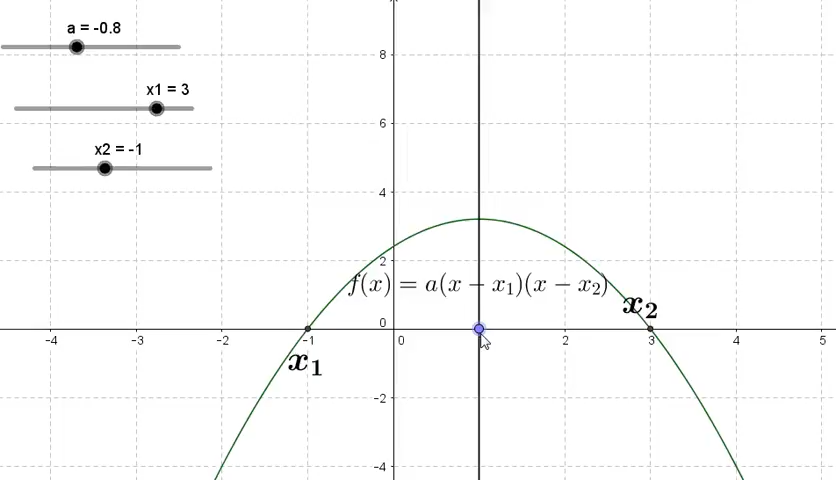 a = -0.8
x1 = 3
x2 = -1
8
6
4
2
f(x) = a(x − x₁)(x − x₂)
x₂
0
-4 -3 -2 -1 0 2 3 4 5
x₁
-2
-4